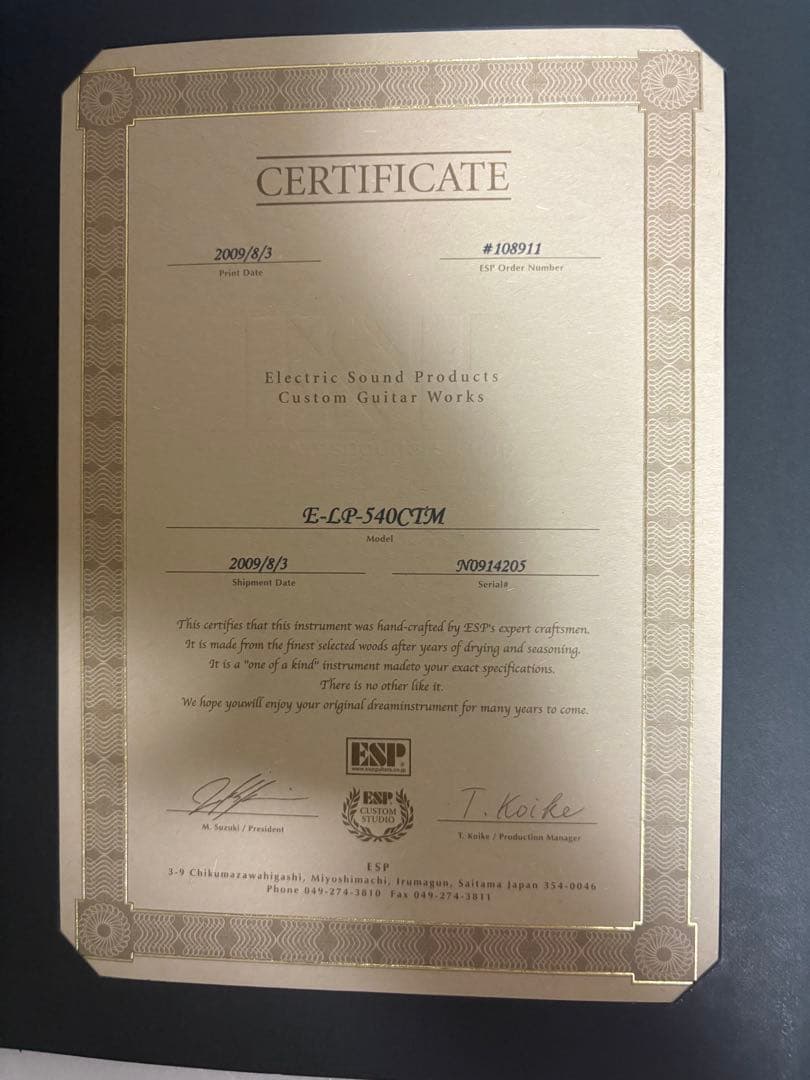 CERTIFICATE
2009/8/3
Print Date
#108911
ESP Order Number
Electric Sound Products
Custom Guitar Works
E-LP-540CTM
Model
2009/8/3
Shipment Date
N0914205
Serial#
This certifies that this instrument was hand-crafted by ESP's expert craftsmen.
It is made from the finest selected woods after years of drying and seasoning.
It is a "one of a kind" instrument madeto your exact specifications.
There is no other like it.
We hope youwill enjoy your original dreaminstrument for many years to come.
ESP
www.espguitars.co.jp
ESP
CUSTOM
STUDIO
M. Suzuki / President
T. Koike
T. Koike / Production Manager
ESP
3-9 Chikumazawahigashi, Miyoshimachi, Irumagun, Saitama Japan 354-0046
Phone 049-274-3810 Fax 049-274-3811